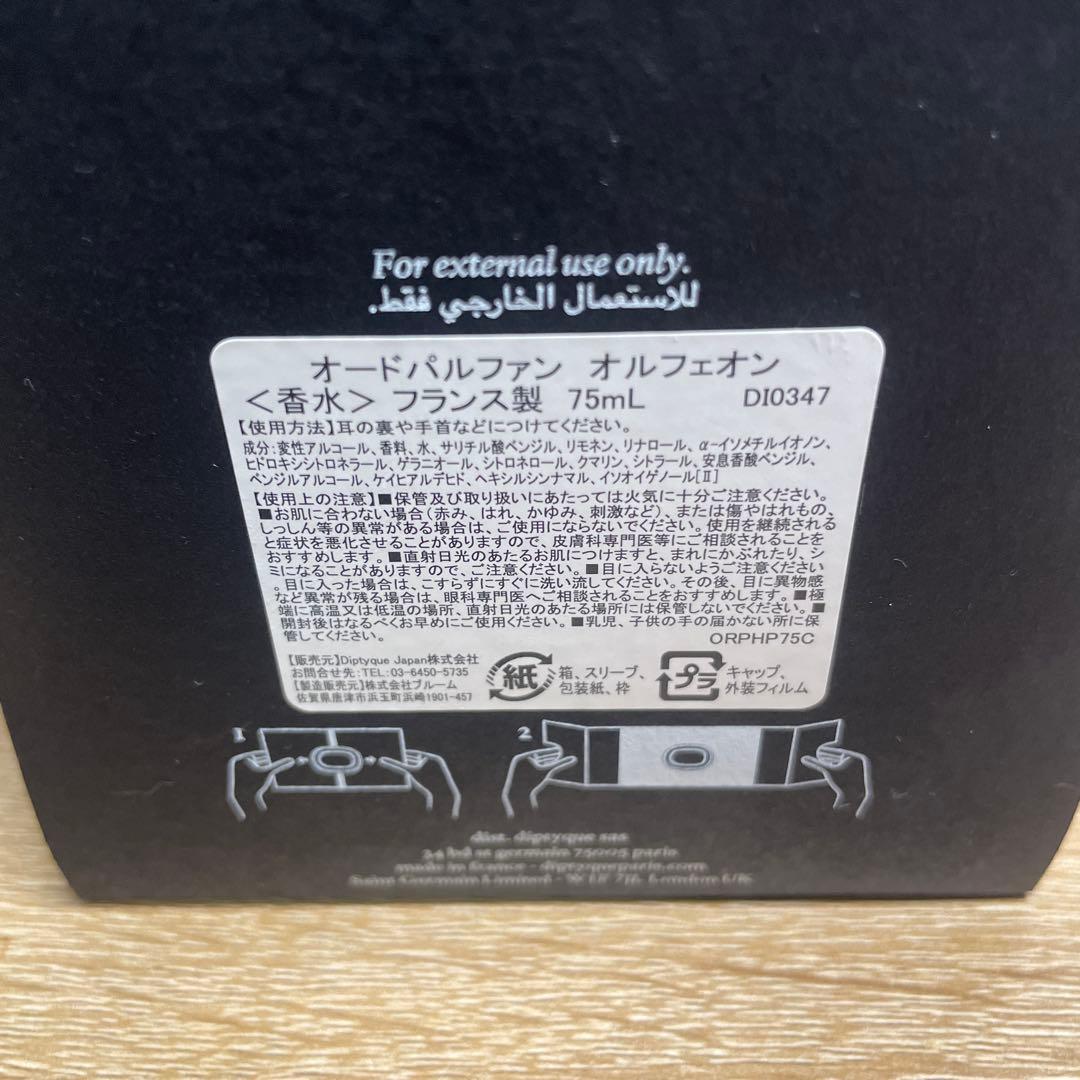 For external use only.
للاستعمال الخارجي فقط.
オードパルファン オルフェオン
<香水> フランス製 75mL DI0347
【使用方法】耳の裏や手首などにつけてください。
成分:変性アルコール、香料、水、サリチル酸ベンジル、リモネン、リナロール、α-イソメチルイオノン、
ヒドロキシシトロネラール、ゲラニオール、シトロネロール、クマリン、シトラール、安息香酸ベンジル、
ベンジルアルコール、ケイヒアルデヒド、ヘキシルシンナマル、イソオイゲノール[Ⅱ]
【使用上の注意】■保管及び取り扱いにあたっては火気に十分ご注意ください。
■お肌に合わない場合(赤み、はれ、かゆみ、刺激など)、または傷やはれもの、
しっしん等の異常がある場合は、ご使用にならないでください。使用を継続される
と症状を悪化させることがありますので、皮膚科専門医等にご相談されることを
おすすめします。■直射日光のあたるお肌につけますと、まれにかぶれたり、シ
ミになることがありますので、ご注意ください。■目に入らないようご注意ください
。目に入った場合は、こすらずにすぐに洗い流してください。その後、目に異物感
など異常が残る場合は、眼科専門医へご相談されることをおすすめします。■極
端に高温又は低温の場所、直射日光のあたる場所には保管しないでください。■
開封後はなるべくお早めにご使用ください。■乳児、子供の手の届かない所に保
管してください。 ORPHP75C
【販売元】Diptyque Japan株式会社
お問合せ先:TEL:03-6450-5735
【製造販売元】株式会社ブルーム
佐賀県唐津市浜玉町浜崎1901-457
紙 箱、スリーブ、
包装紙、枠
プラ キャップ、
外装フィルム
1 2
dist. diptyque sas
34 bd st germain 75005 paris
made in france - diptyqueparis.com
Saint Germain Limited - W1F 7JL London UK